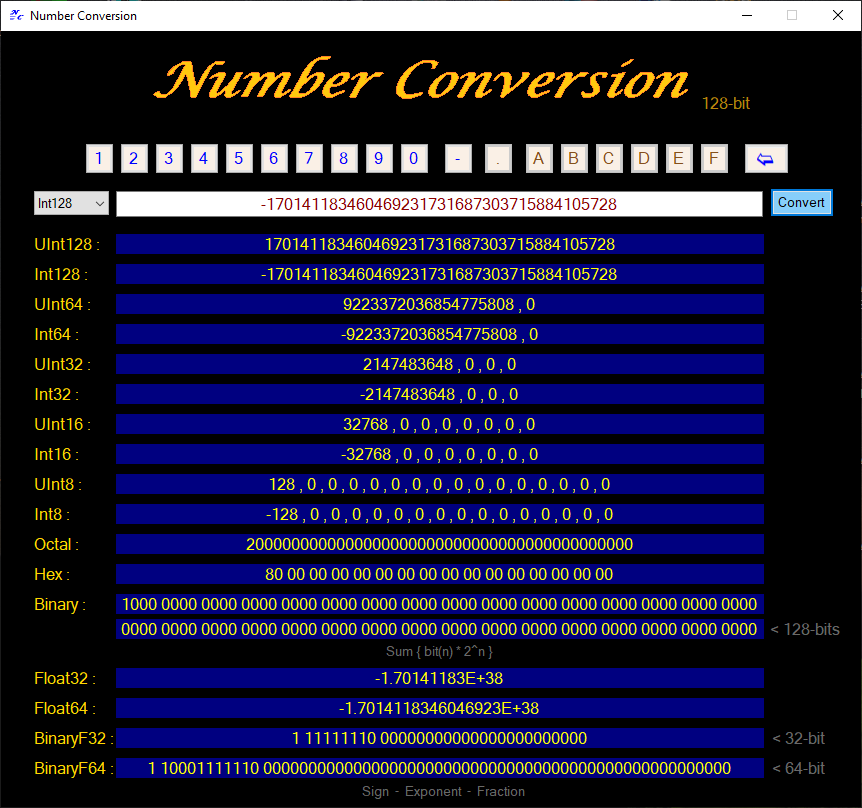 Number Conversion
Number Conversion 128-bit
1 2 3 4 5 6 7 8 9 0 - . A B C D E F
Int128 -170141183460469231731687303715884105728 Convert
UInt128 : 170141183460469231731687303715884105728
Int128 : -170141183460469231731687303715884105728
UInt64 : 9223372036854775808 , 0
Int64 : -9223372036854775808 , 0
UInt32 : 2147483648 , 0 , 0 , 0
Int32 : -2147483648 , 0 , 0 , 0
UInt16 : 32768 , 0 , 0 , 0 , 0 , 0 , 0 , 0
Int16 : -32768 , 0 , 0 , 0 , 0 , 0 , 0 , 0
UInt8 : 128 , 0 , 0 , 0 , 0 , 0 , 0 , 0 , 0 , 0 , 0 , 0 , 0 , 0 , 0 , 0
Int8 : -128 , 0 , 0 , 0 , 0 , 0 , 0 , 0 , 0 , 0 , 0 , 0 , 0 , 0 , 0 , 0
Octal : 2000000000000000000000000000000000000000000
Hex : 80 00 00 00 00 00 00 00 00 00 00 00 00 00 00 00
Binary : 1000 0000 0000 0000 0000 0000 0000 0000 0000 0000 0000 0000 0000 0000 0000 0000
0000 0000 0000 0000 0000 0000 0000 0000 0000 0000 0000 0000 0000 0000 0000 0000 < 128-bits
Sum { bit(n) * 2^n }
Float32 : -1.70141183E+38
Float64 : -1.7014118346046923E+38
BinaryF32 : 1 11111110 00000000000000000000000 < 32-bit
BinaryF64 : 1 10001111110 0000000000000000000000000000000000000000000000000000 < 64-bit
Sign - Exponent - Fraction